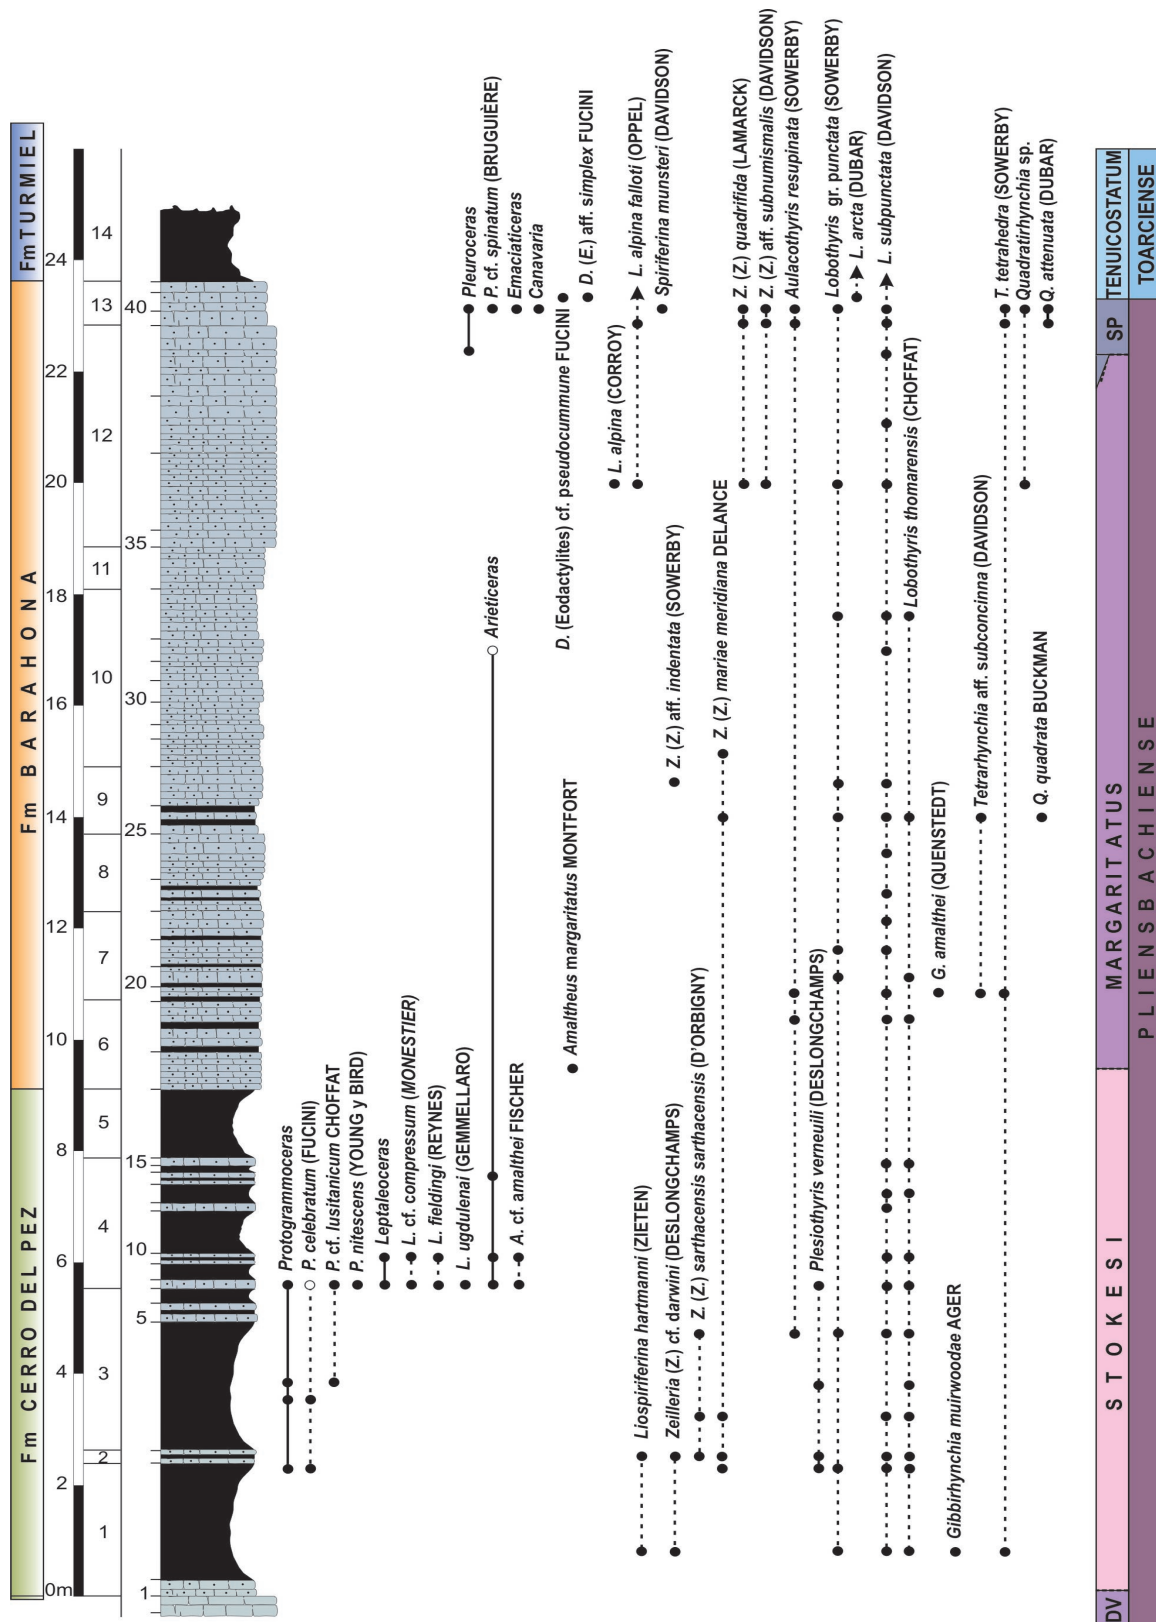 Fm TURMIEL
Fm BARAHONA
Fm CERRO DEL PEZ
24
22
20
18
16
14
12
10
8
6
4
2
0m
14
13
12
11
10
9
8
7
6
5
4
3
2
1
40
35
30
25
20
15
10
5
1
Protogrammoceras
P. celebratum (FUCINI)
P. cf. lusitanicum CHOFFAT
P. nitescens (YOUNG y BIRD)
Leptaleoceras
L. cf. compressum (MONESTIER)
L. fieldingi (REYNES)
L. ugdulenai (GEMMELLARO)
Arieticeras
A. cf. amalthei FISCHER
Pleuroceras
P. cf. spinatum (BRUGUIÈRE)
Emaciaticeras
Canavaria
D. (Eodactylites) cf. pseudocummune FUCINI
D. (E.) aff. simplex FUCINI
Amaltheus margaritatus MONTFORT
L. alpina (CORROY)
L. alpina falloti (OPPEL)
Spiriferina munsteri (DAVIDSON)
Liospiriferina hartmanni (ZIETEN)
Zeilleria (Z.) cf. darwini (DESLONGCHAMPS)
Z. (Z.) aff. indentata (SOWERBY)
Z. (Z.) sarthacensis sarthacensis (D'ORBIGNY)
Z. (Z.) mariae meridiana DELANCE
Z. (Z.) quadrifida (LAMARCK)
Z. (Z.) aff. subnumismalis (DAVIDSON)
Aulacothyris resupinata (SOWERBY)
Plesiothyris verneuili (DESLONGCHAMPS)
Lobothyris gr. punctata (SOWERBY)
L. arcta (DUBAR)
L. subpunctata (DAVIDSON)
Lobothyris thomarensis (CHOFFAT)
G. amalthei (QUENSTEDT)
Gibbirhynchia muirwoodae AGER
Tetrarhynchia aff. subconcinna (DAVIDSON)
T. tetrahedra (SOWERBY)
Quadratirhynchia sp.
Q. attenuata (DUBAR)
Q. quadrata BUCKMAN
TENUICOSTATUM
SP
MARGARITATUS
STOKESI
DV
TOARCIENSE
PLIENSBACHIENSE